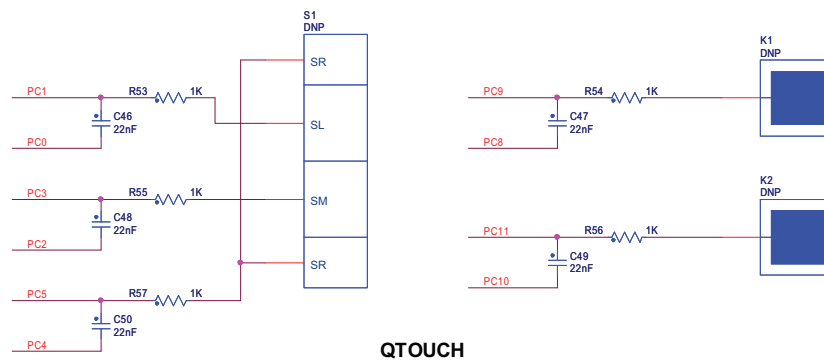 S1
DNP
SR
PC1
R53
1K
C46
22nF
SL
PC0
PC3
R55
1K
SM
C48
22nF
PC2
SR
PC5
R57
1K
C50
22nF
PC4
K1
DNP
PC9
R54
1K
C47
22nF
PC8
K2
DNP
PC11
R56
1K
C49
22nF
PC10
QTOUCH